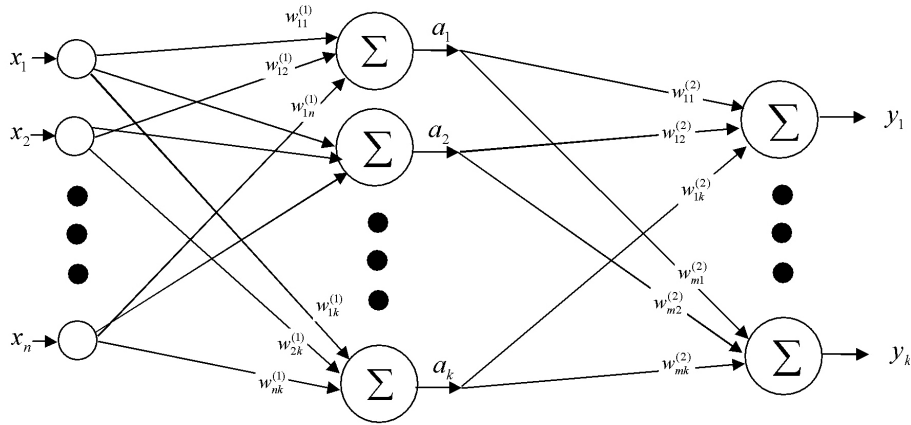 x₁
x₂
xₙ
w₁₁⁽¹⁾
w₁₂⁽¹⁾
w₁ₙ⁽¹⁾
w₁ₖ⁽¹⁾
w₂ₖ⁽¹⁾
wₙₖ⁽¹⁾
Σ
Σ
Σ
a₁
a₂
aₖ
w₁₁⁽²⁾
w₁₂⁽²⁾
w₁ₖ⁽²⁾
wₘ₁⁽²⁾
wₘ₂⁽²⁾
wₘₖ⁽²⁾
Σ
Σ
y₁
yₖ